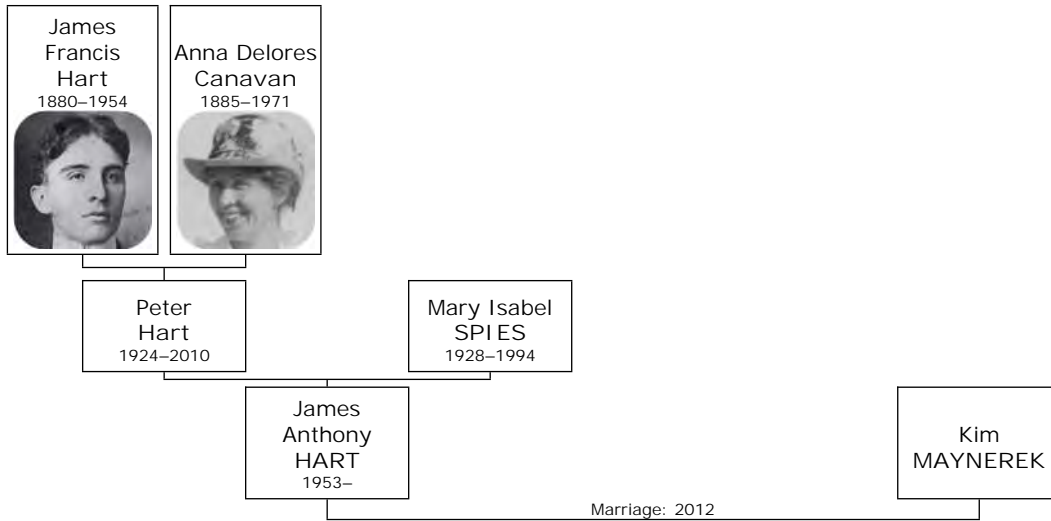 James
Francis
Hart
1880–1954
Anna Delores
Canavan
1885–1971
Peter
Hart
1924–2010
Mary Isabel
SPIES
1928–1994
James
Anthony
HART
1953–
Kim
MAYNEREK
Marriage: 2012